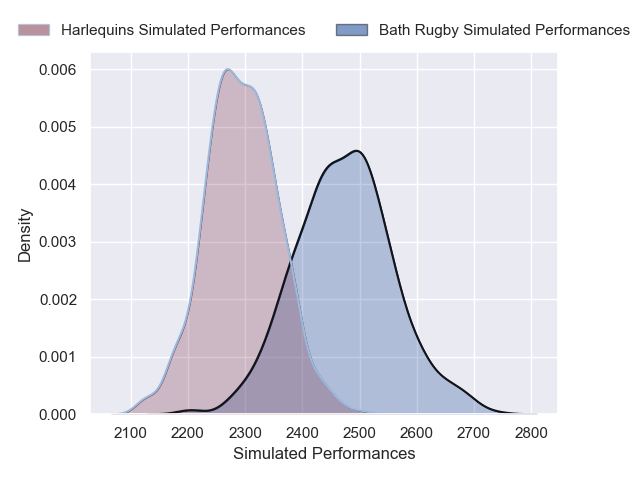 Harlequins Simulated Performances Bath Rugby Simulated Performances
0.006
0.005
0.004
0.003
0.002
0.001
0.000
Density
2100 2200 2300 2400 2500 2600 2700 2800
Simulated Performances